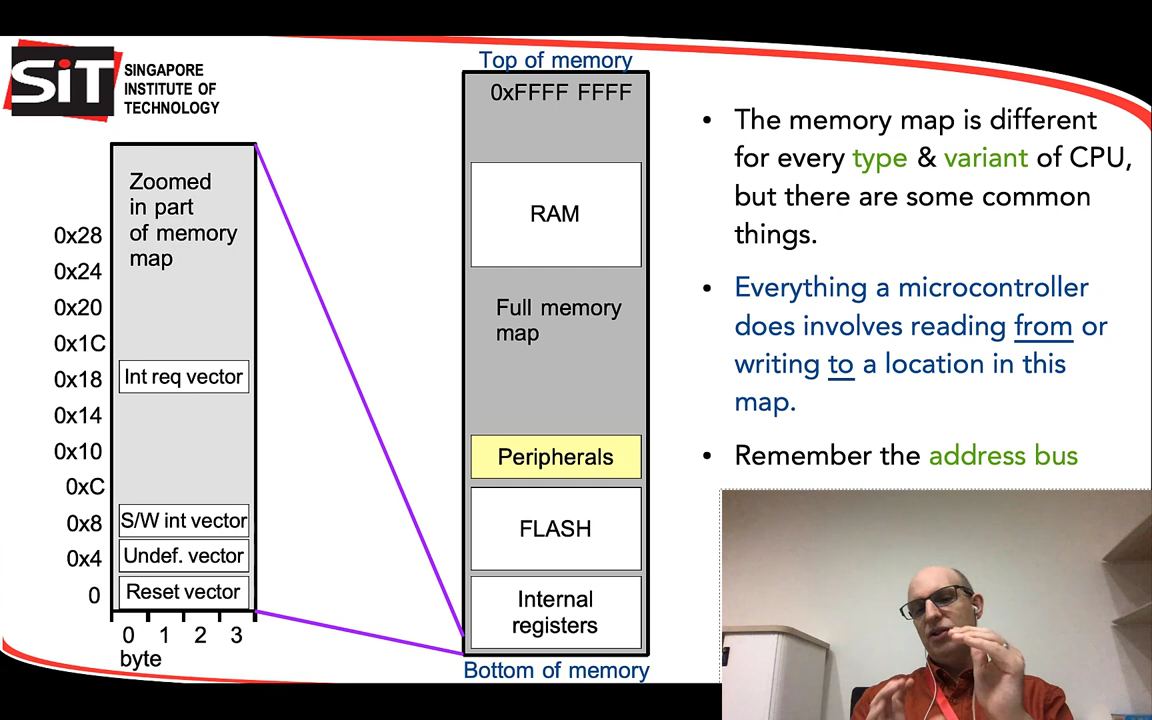 SiT
SINGAPORE
INSTITUTE OF
TECHNOLOGY
Zoomed
in part
of memory
map
0x28
0x24
0x20
0x1C
0x18
Int req vector
0x14
0x10
0xC
0x8
S/W int vector
0x4
Undef. vector
0
Reset vector
0 1 2 3
byte
Top of memory
0xFFFF FFFF
RAM
Full memory
map
Peripherals
FLASH
Internal
registers
Bottom of memory
• The memory map is different
for every type & variant of CPU,
but there are some common
things.
• Everything a microcontroller
does involves reading from or
writing to a location in this
map.
• Remember the address bus